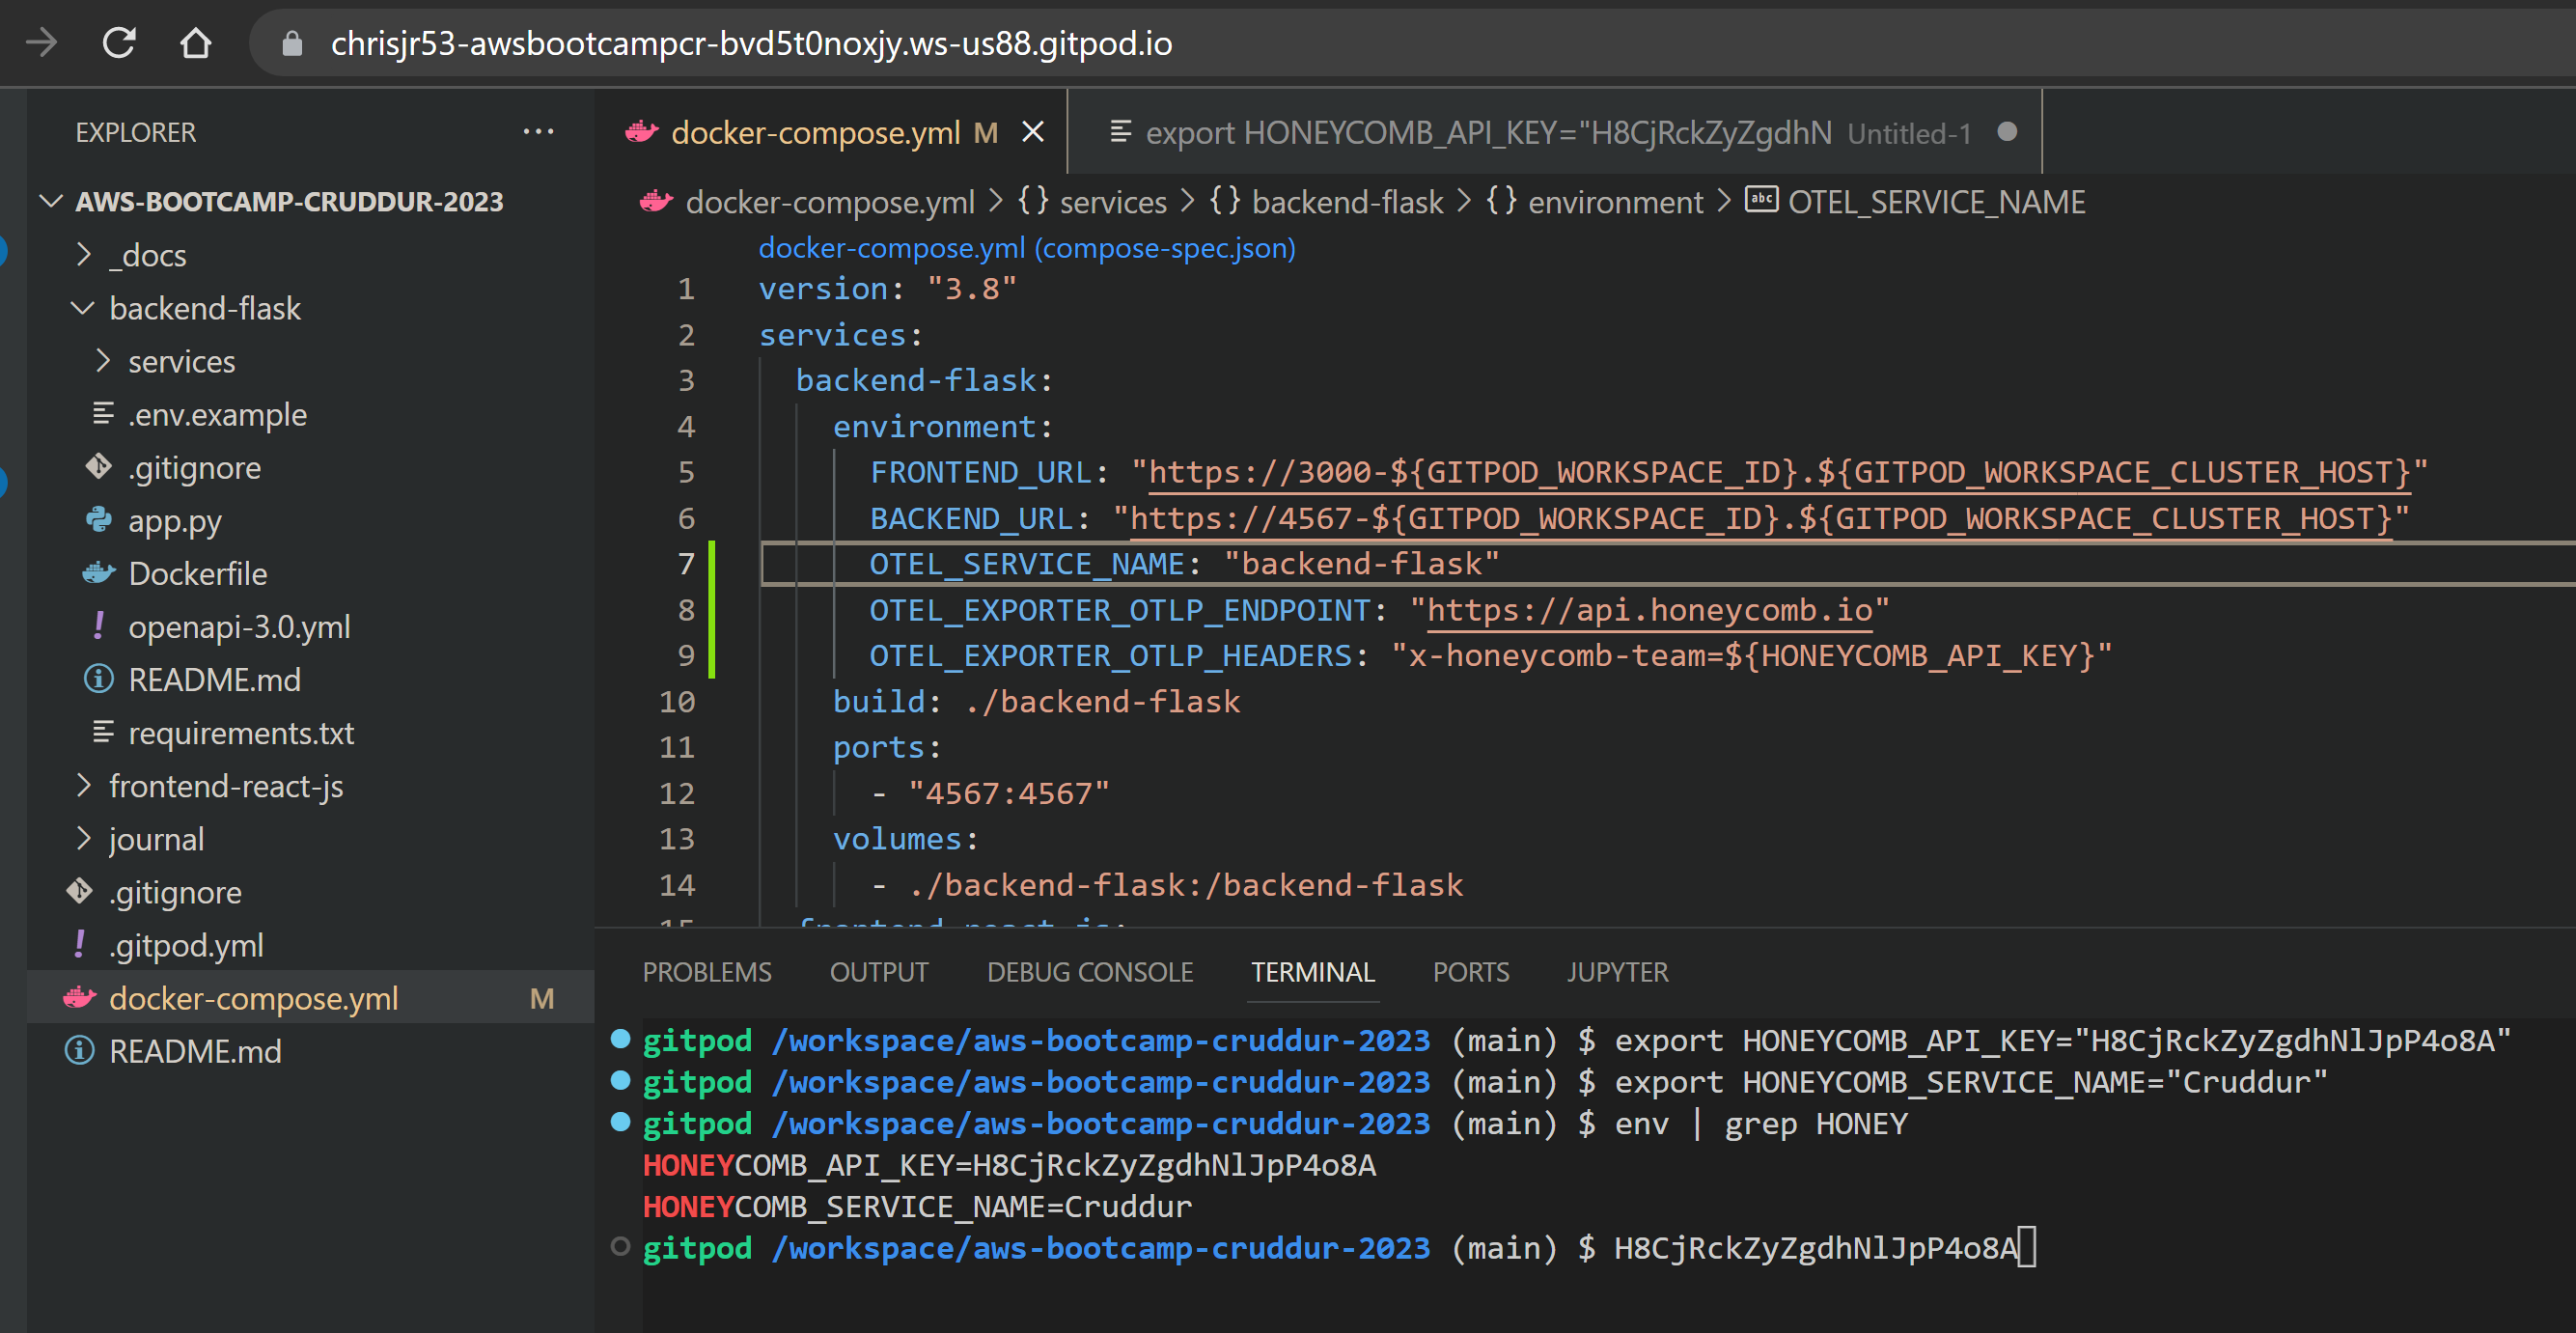 chrisjr53-awsbootcampcr-bvd5t0noxjy.ws-us88.gitpod.io
EXPLORER
AWS-BOOTCAMP-CRUDDUR-2023
_docs
backend-flask
services
.env.example
.gitignore
app.py
Dockerfile
openapi-3.0.yml
README.md
requirements.txt
frontend-react-js
journal
.gitignore
.gitpod.yml
docker-compose.yml M
README.md
docker-compose.yml M
export HONEYCOMB_API_KEY="H8CjRckZyZgdhN Untitled-1
docker-compose.yml > {} services > {} backend-flask > {} environment > abc OTEL_SERVICE_NAME
docker-compose.yml (compose-spec.json)
1 version: "3.8"
2 services:
3 backend-flask:
4 environment:
5 FRONTEND_URL: "https://3000-${GITPOD_WORKSPACE_ID}.${GITPOD_WORKSPACE_CLUSTER_HOST}"
6 BACKEND_URL: "https://4567-${GITPOD_WORKSPACE_ID}.${GITPOD_WORKSPACE_CLUSTER_HOST}"
7 OTEL_SERVICE_NAME: "backend-flask"
8 OTEL_EXPORTER_OTLP_ENDPOINT: "https://api.honeycomb.io"
9 OTEL_EXPORTER_OTLP_HEADERS: "x-honeycomb-team=${HONEYCOMB_API_KEY}"
10 build: ./backend-flask
11 ports:
12 - "4567:4567"
13 volumes:
14 - ./backend-flask:/backend-flask
15 frontend-react-js:
PROBLEMS OUTPUT DEBUG CONSOLE TERMINAL PORTS JUPYTER
gitpod /workspace/aws-bootcamp-cruddur-2023 (main) $ export HONEYCOMB_API_KEY="H8CjRckZyZgdhNlJpP4o8A"
gitpod /workspace/aws-bootcamp-cruddur-2023 (main) $ export HONEYCOMB_SERVICE_NAME="Cruddur"
gitpod /workspace/aws-bootcamp-cruddur-2023 (main) $ env | grep HONEY
HONEYCOMB_API_KEY=H8CjRckZyZgdhNlJpP4o8A
HONEYCOMB_SERVICE_NAME=Cruddur
gitpod /workspace/aws-bootcamp-cruddur-2023 (main) $ H8CjRckZyZgdhNlJpP4o8A